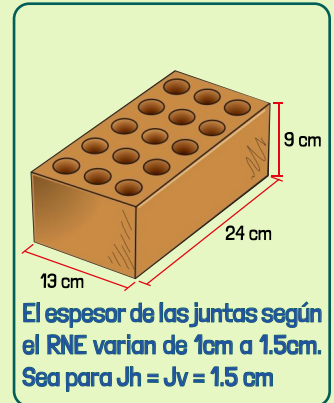 9 cm
24 cm
13 cm
El espesor de las juntas según
el RNE varian de 1cm a 1.5cm.
Sea para Jh = Jv = 1.5 cm